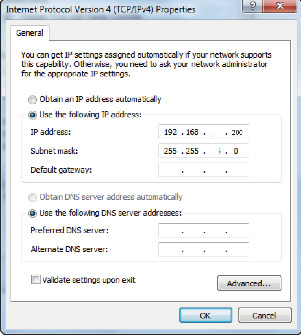 Internet Protocol Version 4 (TCP/IPv4) Properties
General
You can get IP settings assigned automatically if your network supports
this capability. Otherwise, you need to ask your network administrator
for the appropriate IP settings.
Obtain an IP address automatically
Use the following IP address:
IP address: 192 . 168 . . 200
Subnet mask: 255 . 255 . . 0
Default gateway: . . .
Obtain DNS server address automatically
Use the following DNS server addresses:
Preferred DNS server: . . .
Alternate DNS server: . . .
Validate settings upon exit
Advanced...
OK Cancel